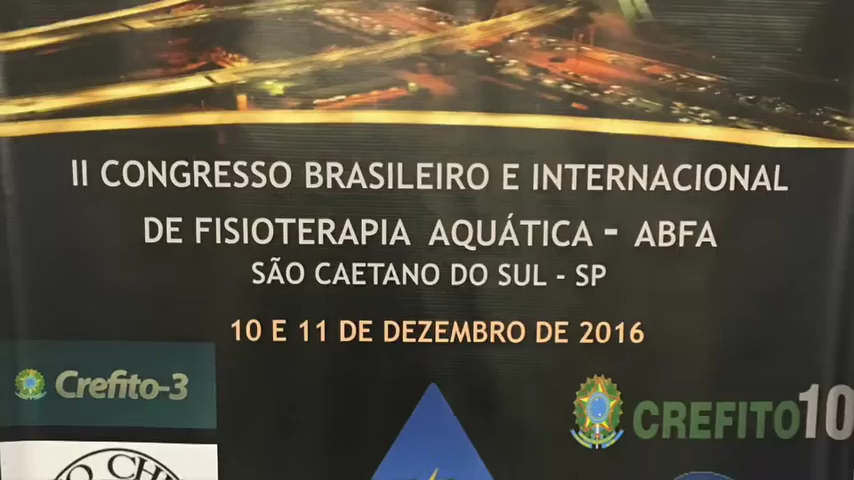 II CONGRESSO BRASILEIRO E INTERNACIONAL
DE FISIOTERAPIA AQUÁTICA - ABFA
SÃO CAETANO DO SUL - SP
10 E 11 DE DEZEMBRO DE 2016
Crefito-3
CREFITO10